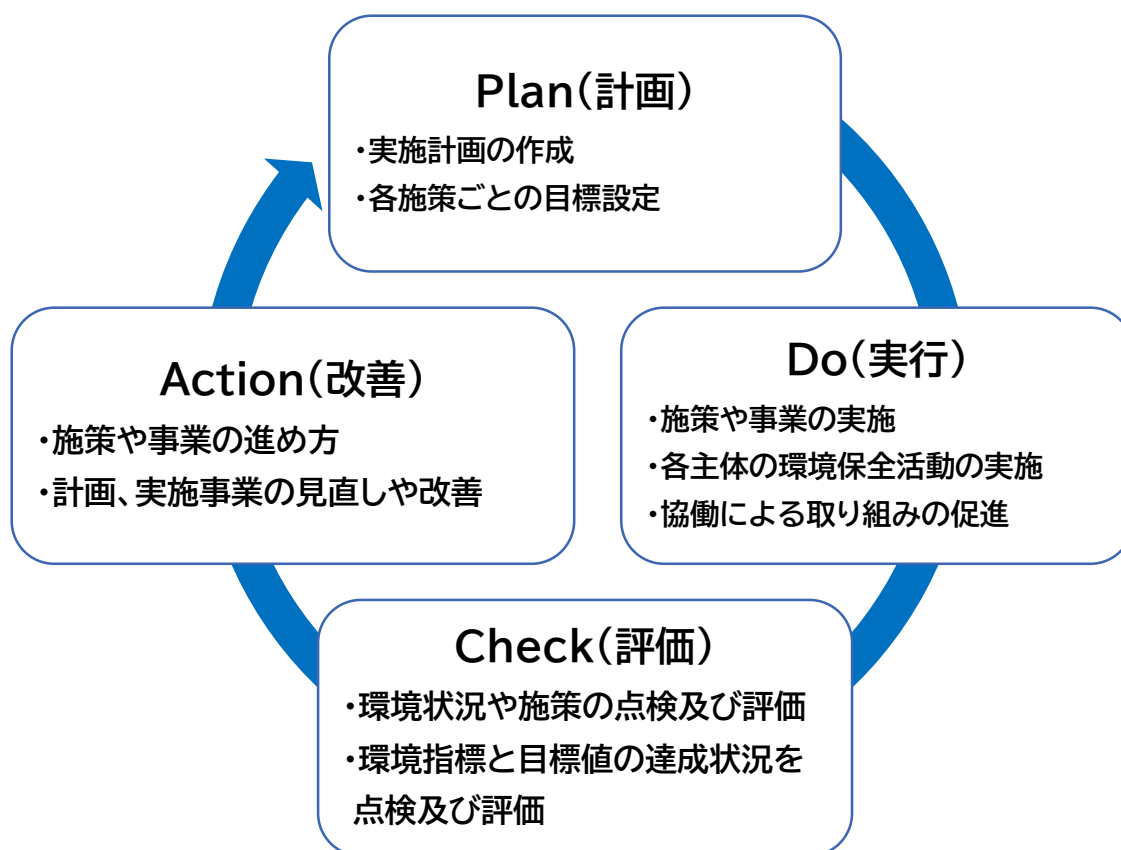 Plan(計画)
・実施計画の作成
・各施策ごとの目標設定
Do(実行)
・施策や事業の実施
・各主体の環境保全活動の実施
・協働による取り組みの促進
Check(評価)
・環境状況や施策の点検及び評価
・環境指標と目標値の達成状況を
点検及び評価
Action(改善)
・施策や事業の進め方
・計画、実施事業の見直しや改善